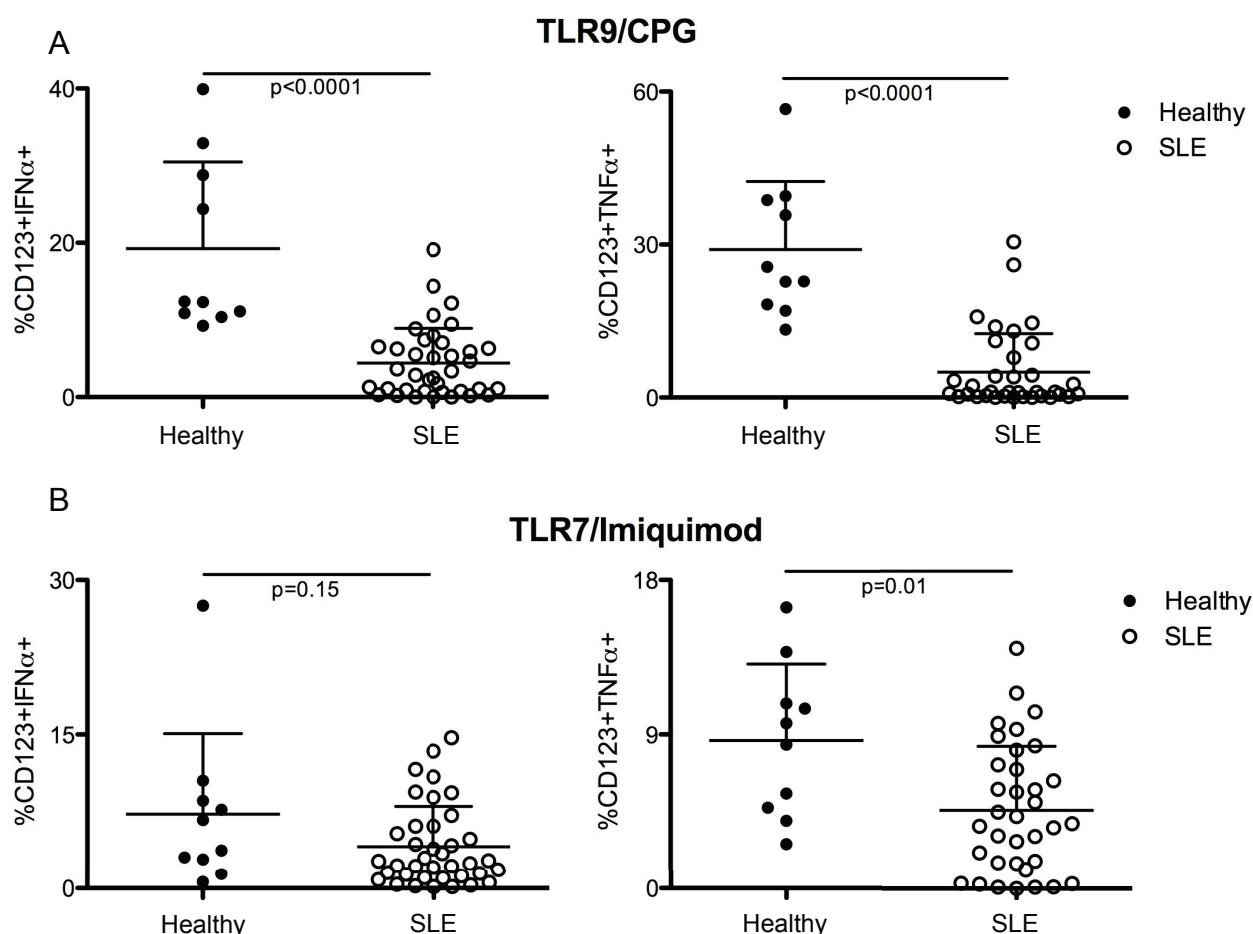 A
TLR9/CPG
p<0.0001
40
20
0
%CD123+IFNα+
Healthy
SLE
p<0.0001
60
30
0
%CD123+TNFα+
Healthy
SLE
Healthy
SLE
B
TLR7/Imiquimod
p=0.15
30
15
0
%CD123+IFNα+
Healthy
SLE
p=0.01
18
9
0
%CD123+TNFα+
Healthy
SLE
Healthy
SLE